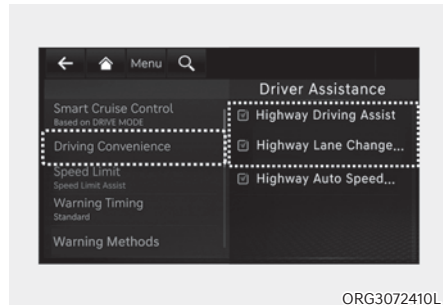 Menu
Driver Assistance
Smart Cruise Control
Based on DRIVE MODE
Driving Convenience
Speed Limit
Speed Limit Assist
Warning Timing
Standard
Warning Methods
Highway Driving Assist
Highway Lane Change...
Highway Auto Speed...
ORG3072410L